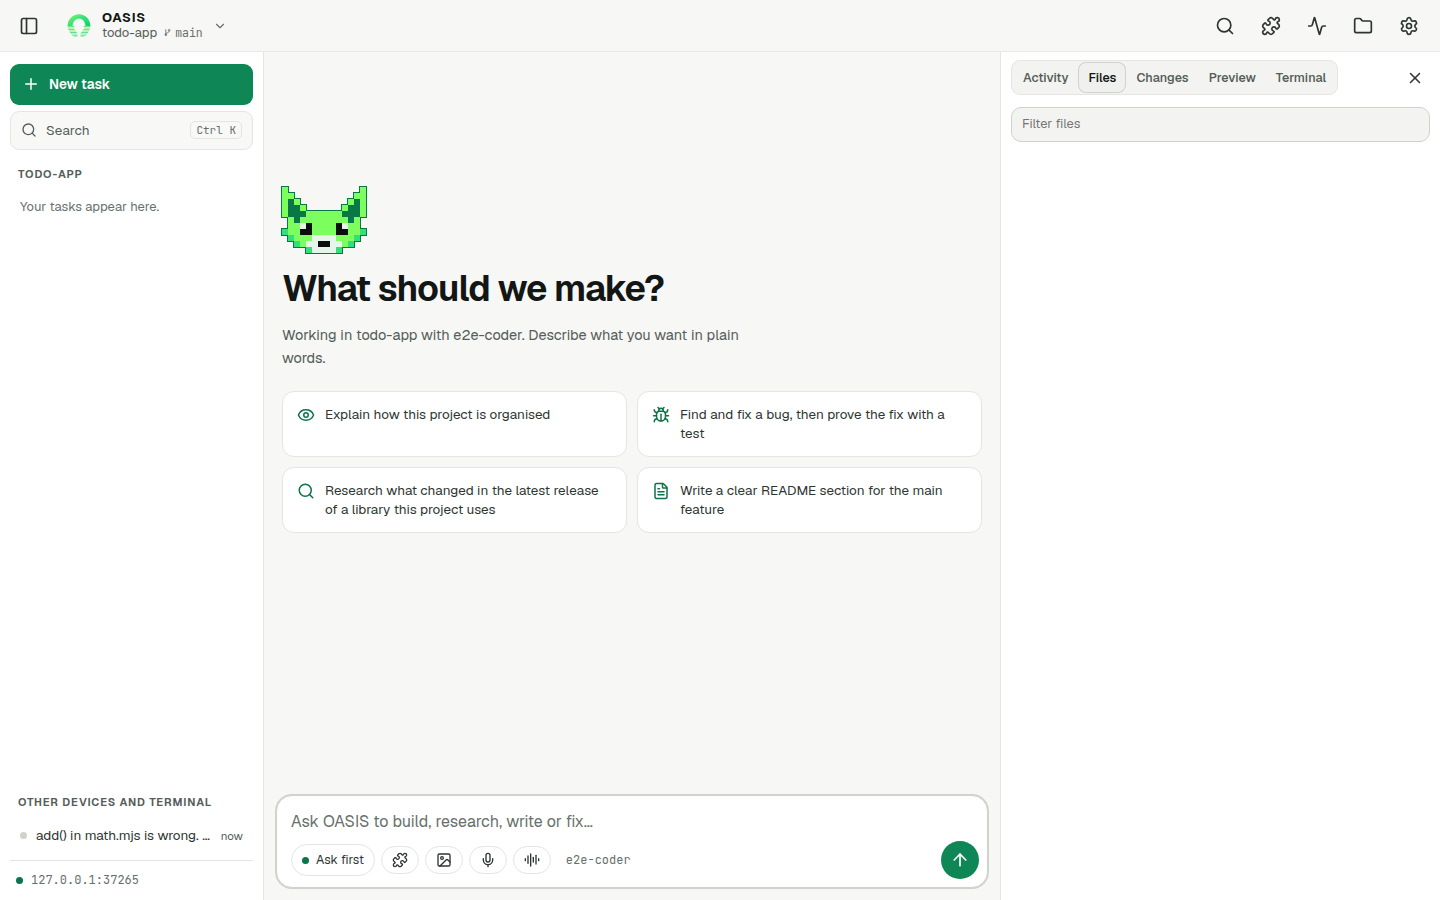 OASIS
todo-app main
New task
Search Ctrl K
TODO-APP
Your tasks appear here.
OTHER DEVICES AND TERMINAL
add() in math.mjs is wrong. ... now
127.0.0.1:37265
What should we make?
Working in todo-app with e2e-coder. Describe what you want in plain
words.
Explain how this project is organised
Find and fix a bug, then prove the fix with a
test
Research what changed in the latest release
of a library this project uses
Write a clear README section for the main
feature
Ask OASIS to build, research, write or fix...
Ask first e2e-coder
Activity Files Changes Preview Terminal
Filter files